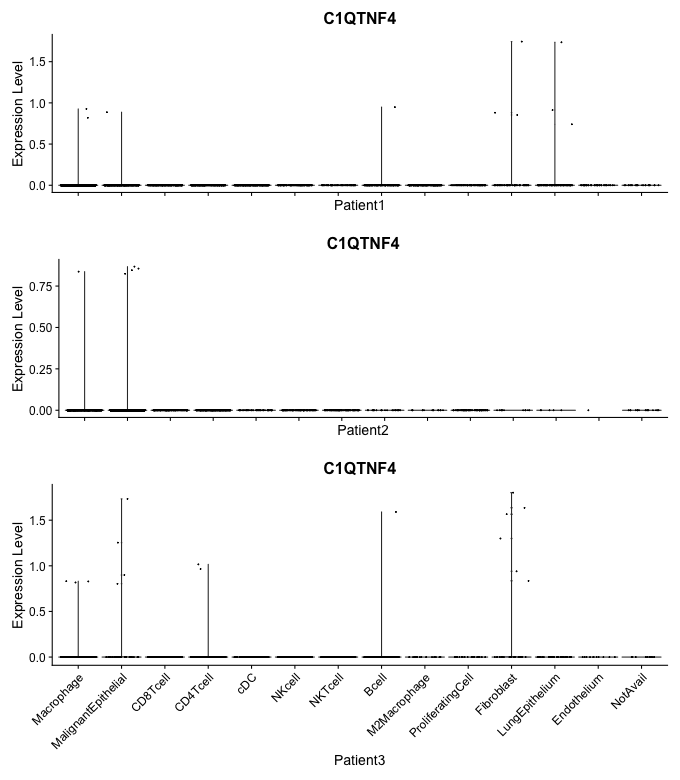 C1QTNF4
Expression Level
1.5
1.0
0.5
0.0
Patient1
C1QTNF4
Expression Level
0.75
0.50
0.25
0.00
Patient2
C1QTNF4
Expression Level
1.5
1.0
0.5
0.0
Macrophage
MalignantEpithelial
CD8Tcell
CD4Tcell
cDC
NKcell
NKTcell
Bcell
M2Macrophage
ProliferatingCell
Fibroblast
LungEpithelium
Endothelium
NotAvail
Patient3